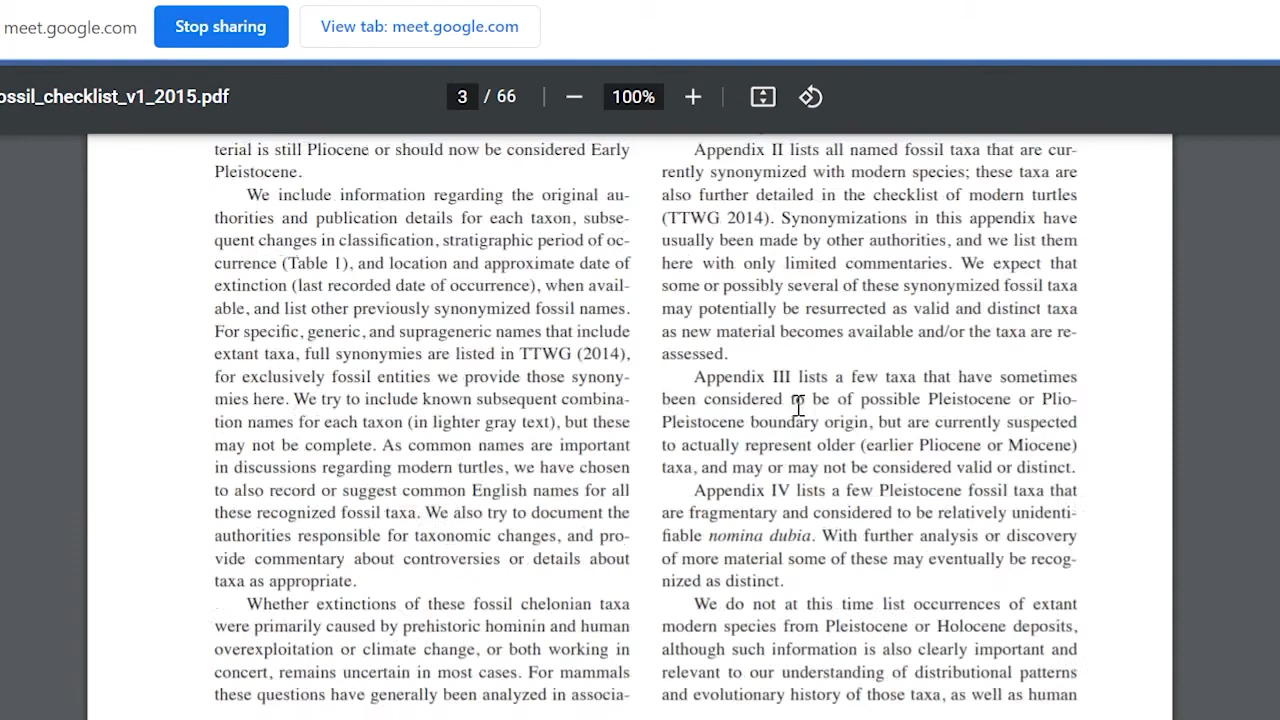 meet.google.com
Stop sharing
View tab: meet.google.com
ossil_checklist_v1_2015.pdf
3 / 66
100%
terial is still Pliocene or should now be considered Early
Pleistocene.
We include information regarding the original au-
thorities and publication details for each taxon, subse-
quent changes in classification, stratigraphic period of oc-
currence (Table 1), and location and approximate date of
extinction (last recorded date of occurrence), when avail-
able, and list other previously synonymized fossil names.
For specific, generic, and suprageneric names that include
extant taxa, full synonymies are listed in TTWG (2014),
for exclusively fossil entities we provide those synony-
mies here. We try to include known subsequent combina-
tion names for each taxon (in lighter gray text), but these
may not be complete. As common names are important
in discussions regarding modern turtles, we have chosen
to also record or suggest common English names for all
these recognized fossil taxa. We also try to document the
authorities responsible for taxonomic changes, and pro-
vide commentary about controversies or details about
taxa as appropriate.
Whether extinctions of these fossil chelonian taxa
were primarily caused by prehistoric hominin and human
overexploitation or climate change, or both working in
concert, remains uncertain in most cases. For mammals
these questions have generally been analyzed in associa-
Appendix II lists all named fossil taxa that are cur-
rently synonymized with modern species; these taxa are
also further detailed in the checklist of modern turtles
(TTWG 2014). Synonymizations in this appendix have
usually been made by other authorities, and we list them
here with only limited commentaries. We expect that
some or possibly several of these synonymized fossil taxa
may potentially be resurrected as valid and distinct taxa
as new material becomes available and/or the taxa are re-
assessed.
Appendix III lists a few taxa that have sometimes
been considered to be of possible Pleistocene or Plio-
Pleistocene boundary origin, but are currently suspected
to actually represent older (earlier Pliocene or Miocene)
taxa, and may or may not be considered valid or distinct.
Appendix IV lists a few Pleistocene fossil taxa that
are fragmentary and considered to be relatively unidenti-
fiable nomina dubia. With further analysis or discovery
of more material some of these may eventually be recog-
nized as distinct.
We do not at this time list occurrences of extant
modern species from Pleistocene or Holocene deposits,
although such information is also clearly important and
relevant to our understanding of distributional patterns
and evolutionary history of those taxa, as well as human